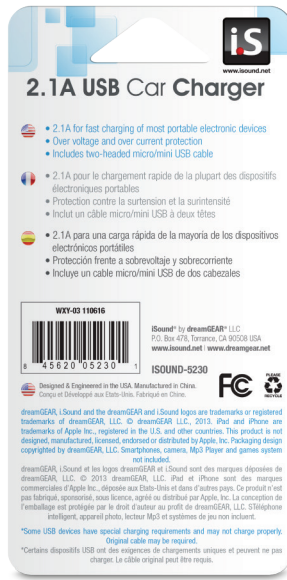 i.S
www.isound.net
2.1A USB Car Charger
• 2.1A for fast charging of most portable electronic devices
• Over voltage and over current protection
• Includes two-headed micro/mini USB cable
• 2.1A pour le chargement rapide de la plupart des dispositifs
électroniques portables
• Protection contre la surtension et la surintensité
• Inclut un câble micro/mini USB à deux têtes
• 2.1A para una carga rápida de la mayoría de los dispositivos
electrónicos portátiles
• Protección frente a sobrevoltaje y sobrecorriente
• Incluye un cable micro/mini USB de dos cabezales
WXY-03 110616
8 45620 05230 1
iSound® by dreamGEAR® LLC
P.O. Box 478, Torrance, CA 90508 USA
www.isound.net | www.dreamgear.net
ISOUND-5230
Designed & Engineered in the USA. Manufactured in China.
Conçu et Développé aux Etats-Unis. Fabriqué en Chine.
FC
PLEASE
RECYCLE
dreamGEAR, i.Sound and the dreamGEAR and i.Sound logos are trademarks or registered
trademarks of dreamGEAR, LLC. © dreamGEAR LLC., 2013. iPad and iPhone are
trademarks of Apple Inc., registered in the U.S. and other countries. This product is not
designed, manufactured, licensed, endorsed or distributed by Apple, Inc. Packaging design
copyrighted by dreamGEAR, LLC. Smartphones, camera, Mp3 Player and games system
not included.
dreamGEAR, i.Sound et les logos dreamGEAR et i.Sound sont des marques déposées de
dreamGEAR, LLC. © 2013 dreamGEAR, LLC. iPad et iPhone sont des marques
commerciales d'Apple Inc., déposée aux Etats-Unis et dans d'autres pays. Ce produit n'est
pas fabriqué, sponsorisé, sous licence, agréé ou distribué par Apple, Inc. La conception de
l'emballage est protégée par le droit d'auteur au profit de dreamGEAR, LLC. STéléphone
intelligent, appareil photo, lecteur Mp3 et systèmes de jeu non incluent.
*Some USB devices have special charging requirements and may not charge properly.
Original cable may be required.
*Certains dispositifs USB ont des exigences de chargements uniques et peuvent ne pas
charger. Le câble original peut être requis.